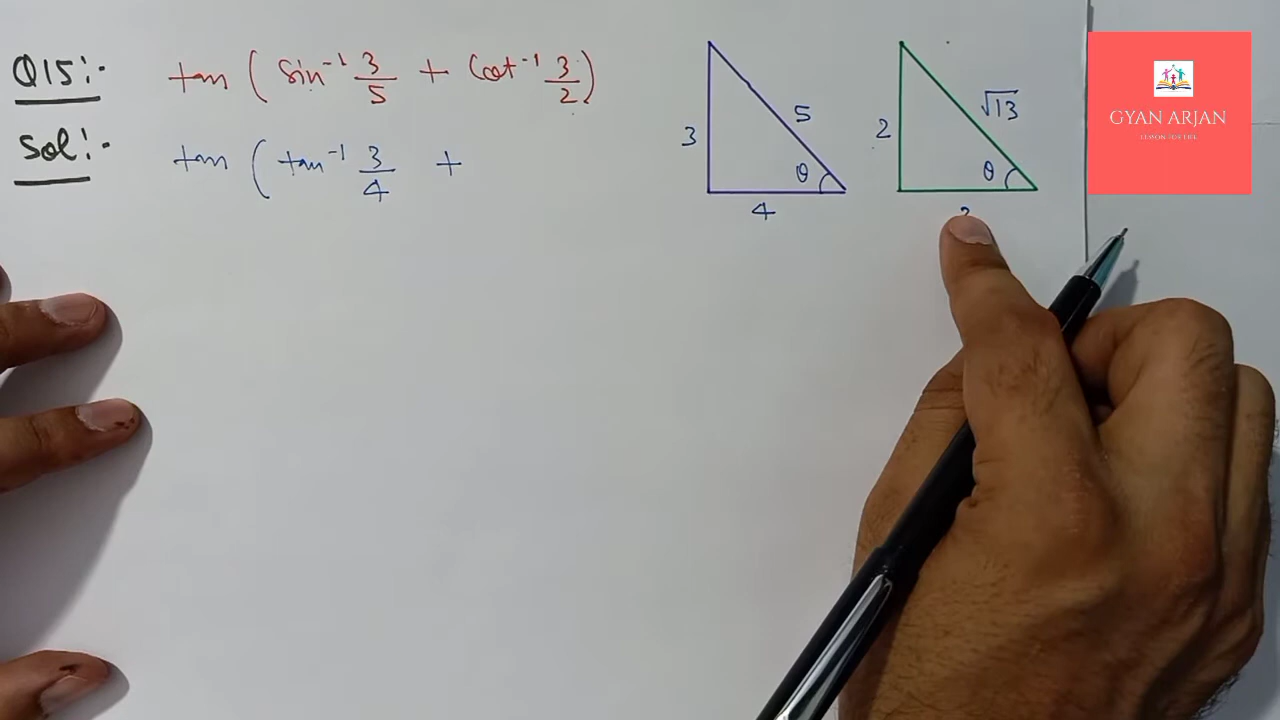 Q15:- tan ( sin⁻¹ 3/5 + Cot⁻¹ 3/2 )
Sol:- tan ( tan⁻¹ 3/4 +
3
5
θ
4
2
√13
θ
GYAN ARJAN